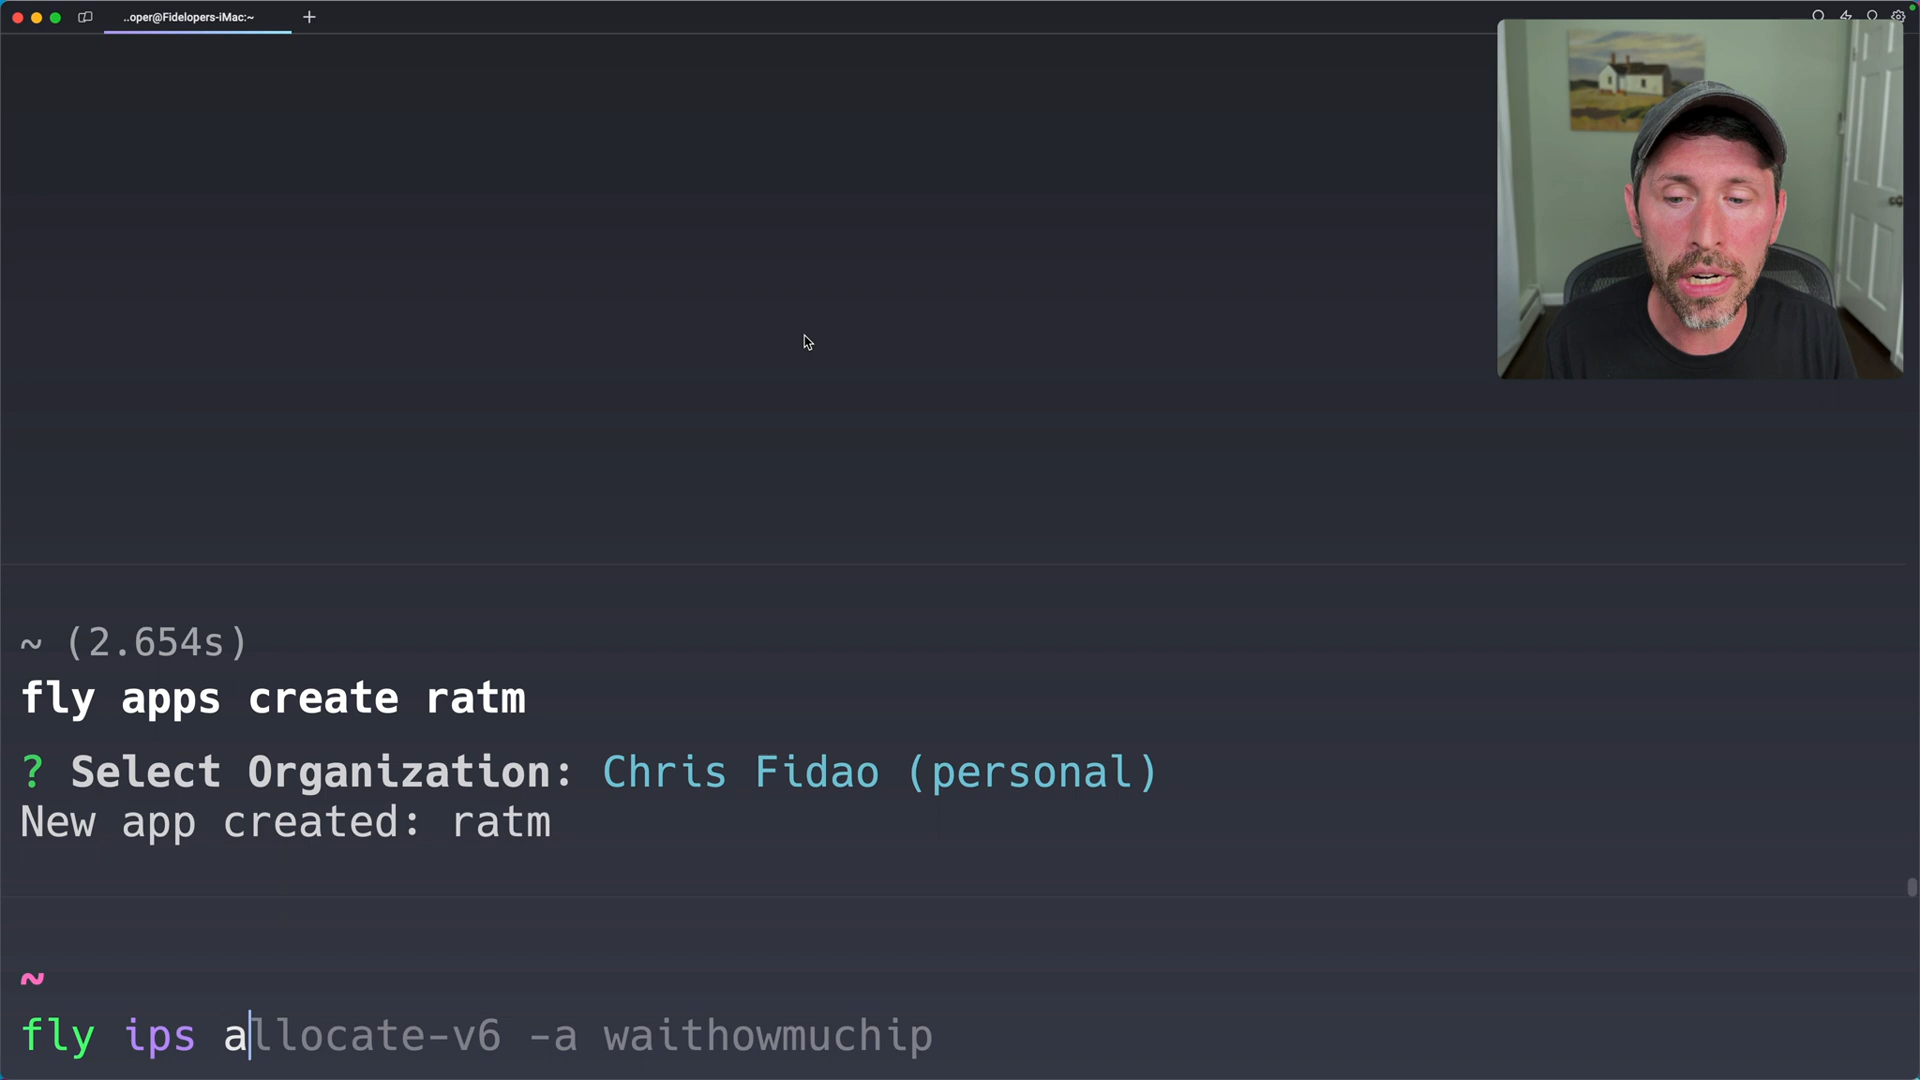 ..oper@Fidelopers-iMac:~
~ (2.654s)
fly apps create ratm
? Select Organization: Chris Fidao (personal)
New app created: ratm
~
fly ips allocate-v6 -a waithowmuchip